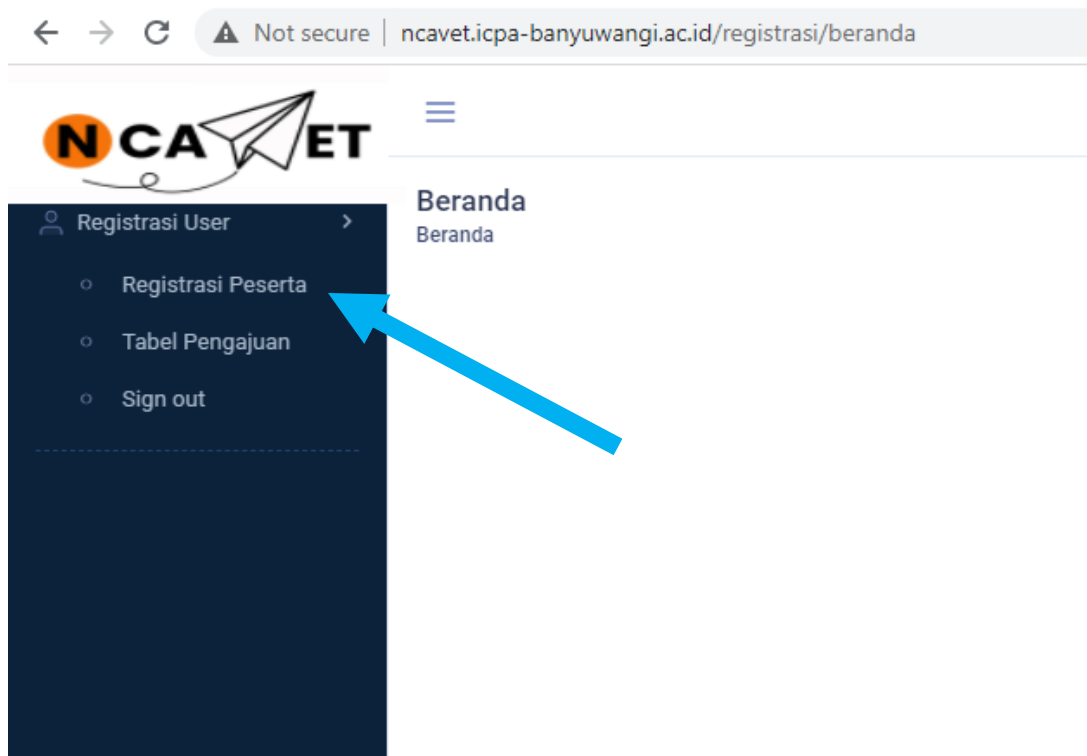 Not secure | ncavet.icpa-banyuwangi.ac.id/registrasi/beranda
NCAVET
Beranda
Beranda
Registrasi User
Registrasi Peserta
Tabel Pengajuan
Sign out